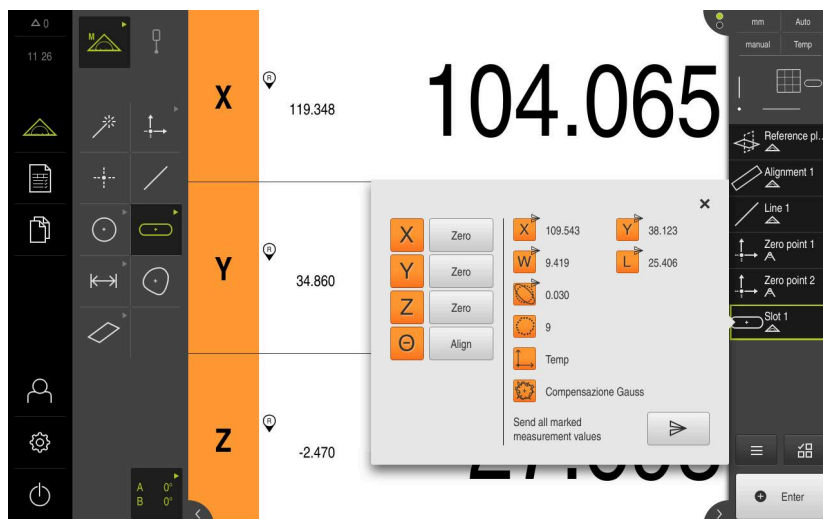 0
11 26
M
A 0°
B 0°
X
R
119.348
104.065
Y
R
34.860
Z
R
-2.470
X Zero
Y Zero
Z Zero
Θ Align
X 109.543 Y 38.123
W 9.419 L 25.406
0.030
9
Temp
Compensazione Gauss
Send all marked
measurement values
mm Auto
manual Temp
Reference pl...
Alignment 1
Line 1
Zero point 1
Zero point 2
Slot 1
Enter